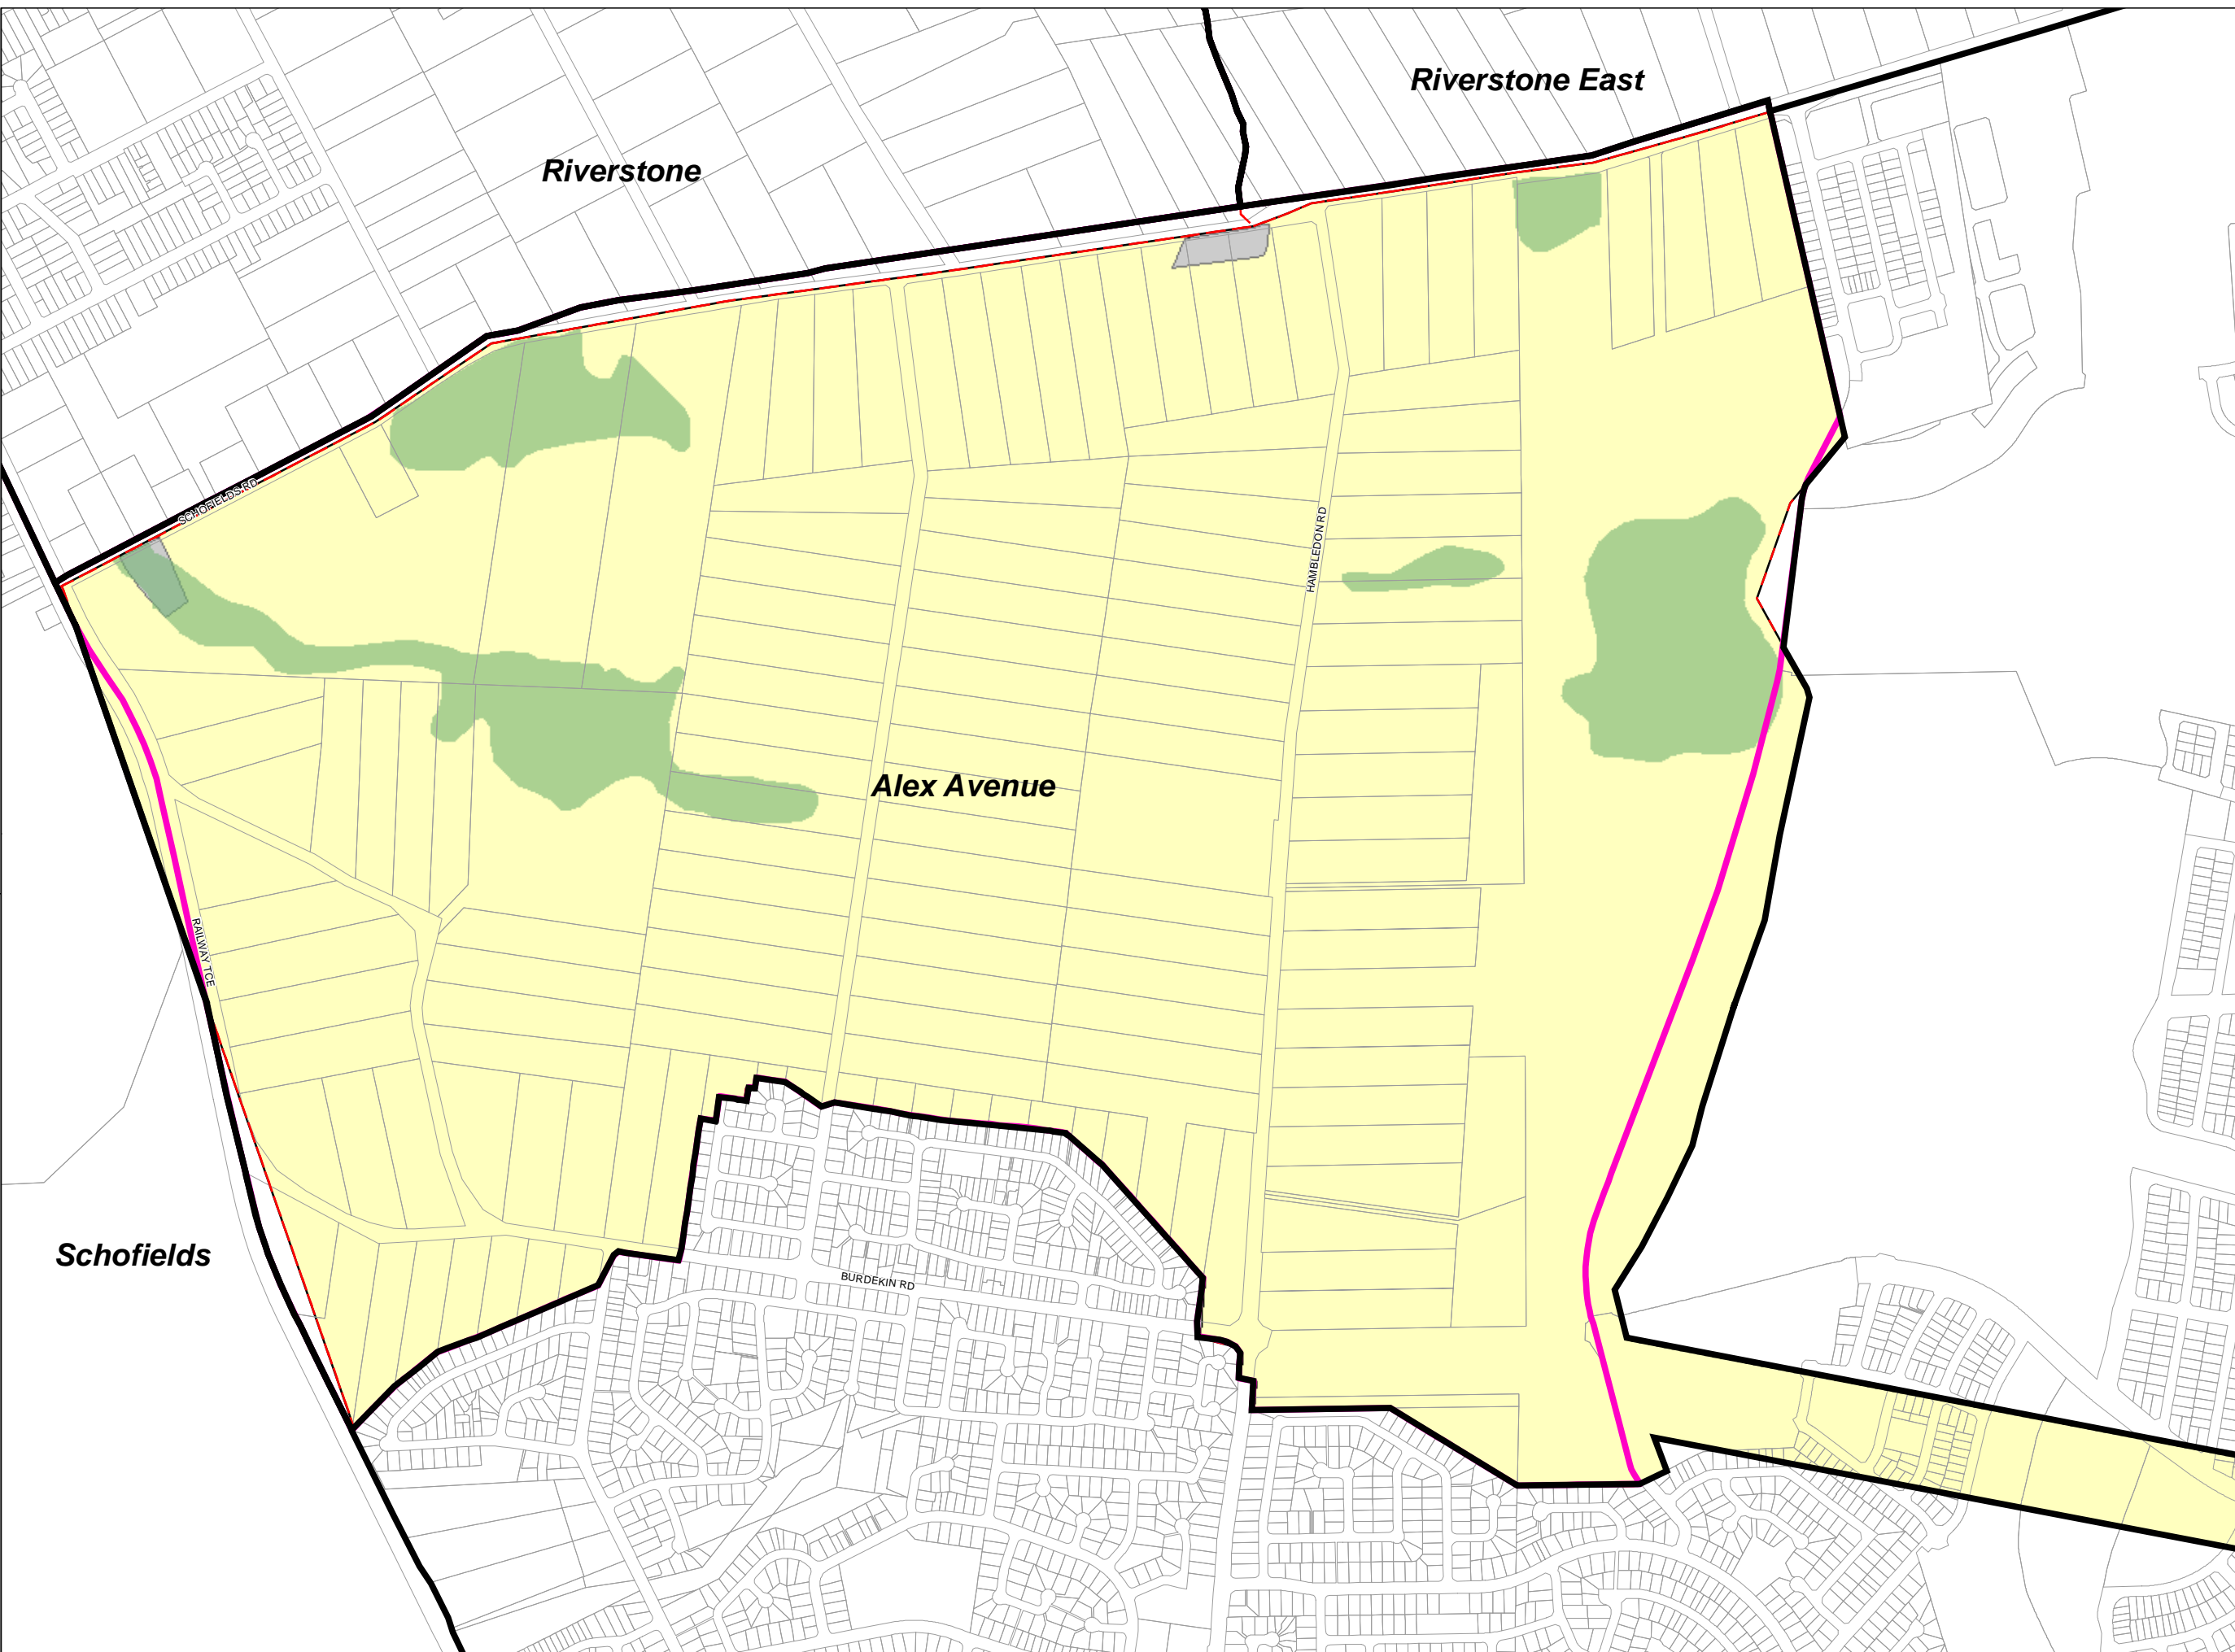 Riverstone East
Riverstone
SCHOFIELDS RD
HAMBLEDON RD
Alex Avenue
RAILWAY TCE
Schofields
BURDEKIN RD